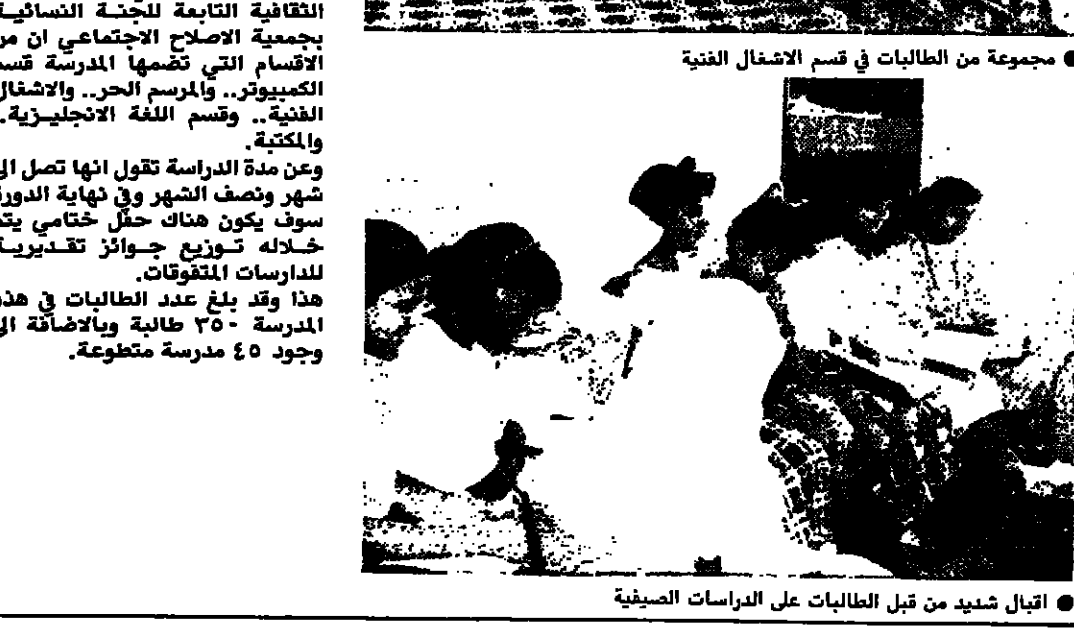 ● مجموعة من الطالبات في قسم الاشغال الفنية
الثقافية التابعة للجنة النسائية
بجمعية الاصلاح الاجتماعي ان من
الاقسام التي تضمها المدرسة قسم
الكمبيوتر.. والمرسم الحر.. والاشغال
الفنية.. وقسم اللغة الانجليزية.
والمكتبة.
وعن مدة الدراسة تقول انها تصل الى
شهر ونصف الشهر وفي نهاية الدورة
سوف يكون هناك حفل ختامي يتم
خلاله توزيع جوائز تقديرية
للدارسات المتفوقات.
هذا وقد بلغ عدد الطالبات في هذه
المدرسة ٣٥٠ طالبة وبالاضافة الى
وجود ٤٥ مدرسة متطوعة.
● اقبال شديد من قبل الطالبات على الدراسات الصيفية